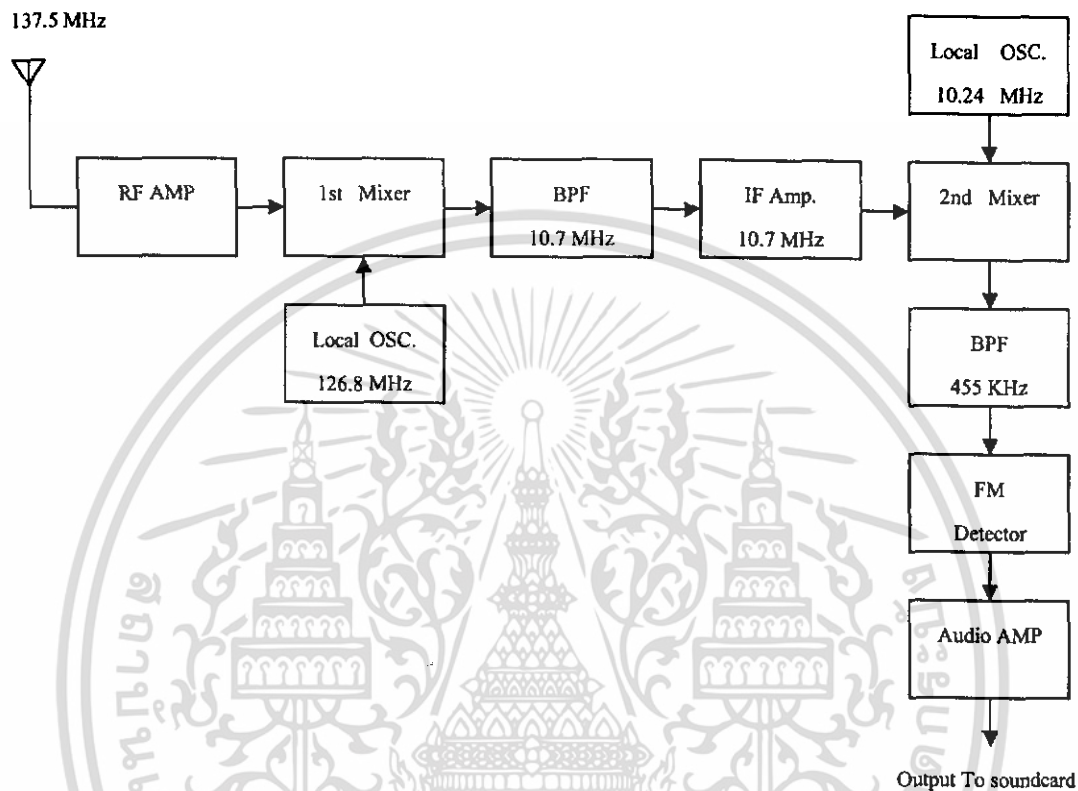 137.5 MHz
RF AMP
1st Mixer
Local OSC.
126.8 MHz
BPF
10.7 MHz
IF Amp.
10.7 MHz
Local OSC.
10.24 MHz
2nd Mixer
BPF
455 KHz
FM
Detector
Audio AMP
Output To soundcard